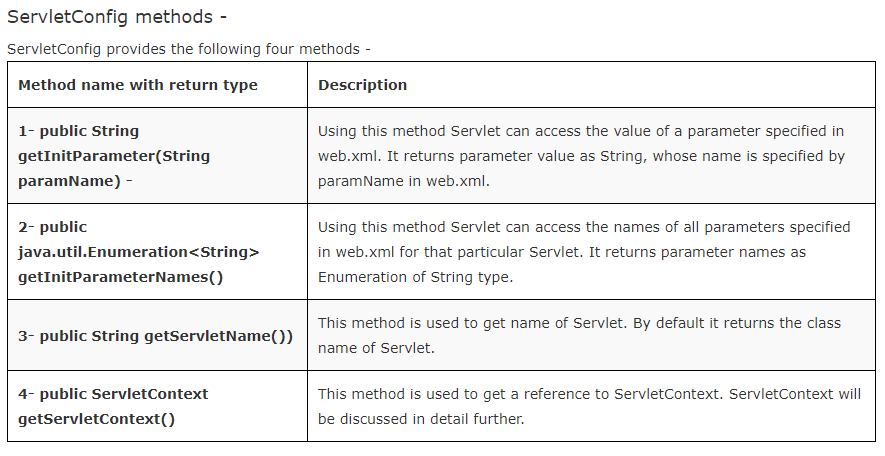 ServletConfig methods -
ServletConfig provides the following four methods -
Method name with return type
Description
1- public String
getInitParameter(String
paramName) -
Using this method Servlet can access the value of a parameter specified in
web.xml. It returns parameter value as String, whose name is specified by
paramName in web.xml.
2- public
java.util.Enumeration<String>
getInitParameterNames()
Using this method Servlet can access the names of all parameters specified
in web.xml for that particular Servlet. It returns parameter names as
Enumeration of String type.
3- public String getServletName())
This method is used to get name of Servlet. By default it returns the class
name of Servlet.
4- public ServletContext
getServletContext()
This method is used to get a reference to ServletContext. ServletContext will
be discussed in detail further.